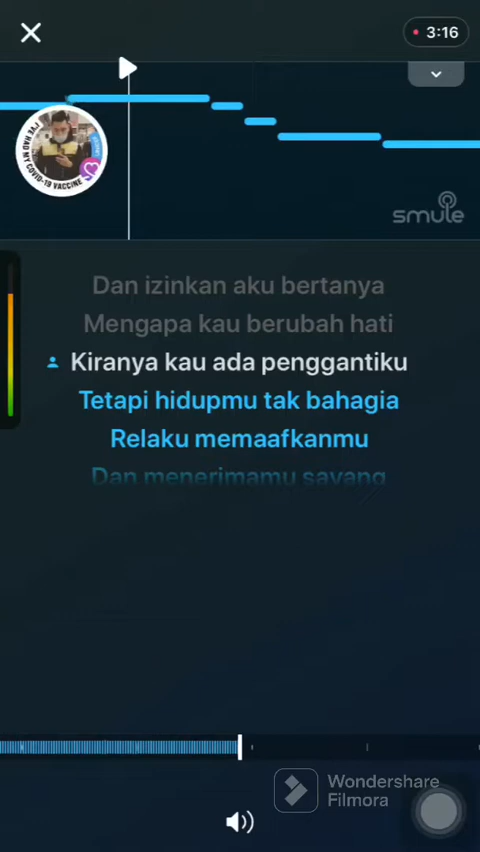 3:16
I'VE HAD MY COVID-19 VACCINE
smule
Dan izinkan aku bertanya
Mengapa kau berubah hati
Kiranya kau ada penggantiku
Tetapi hidupmu tak bahagia
Relaku memaafkanmu
Dan menerimamu sayang
Wondershare
Filmora